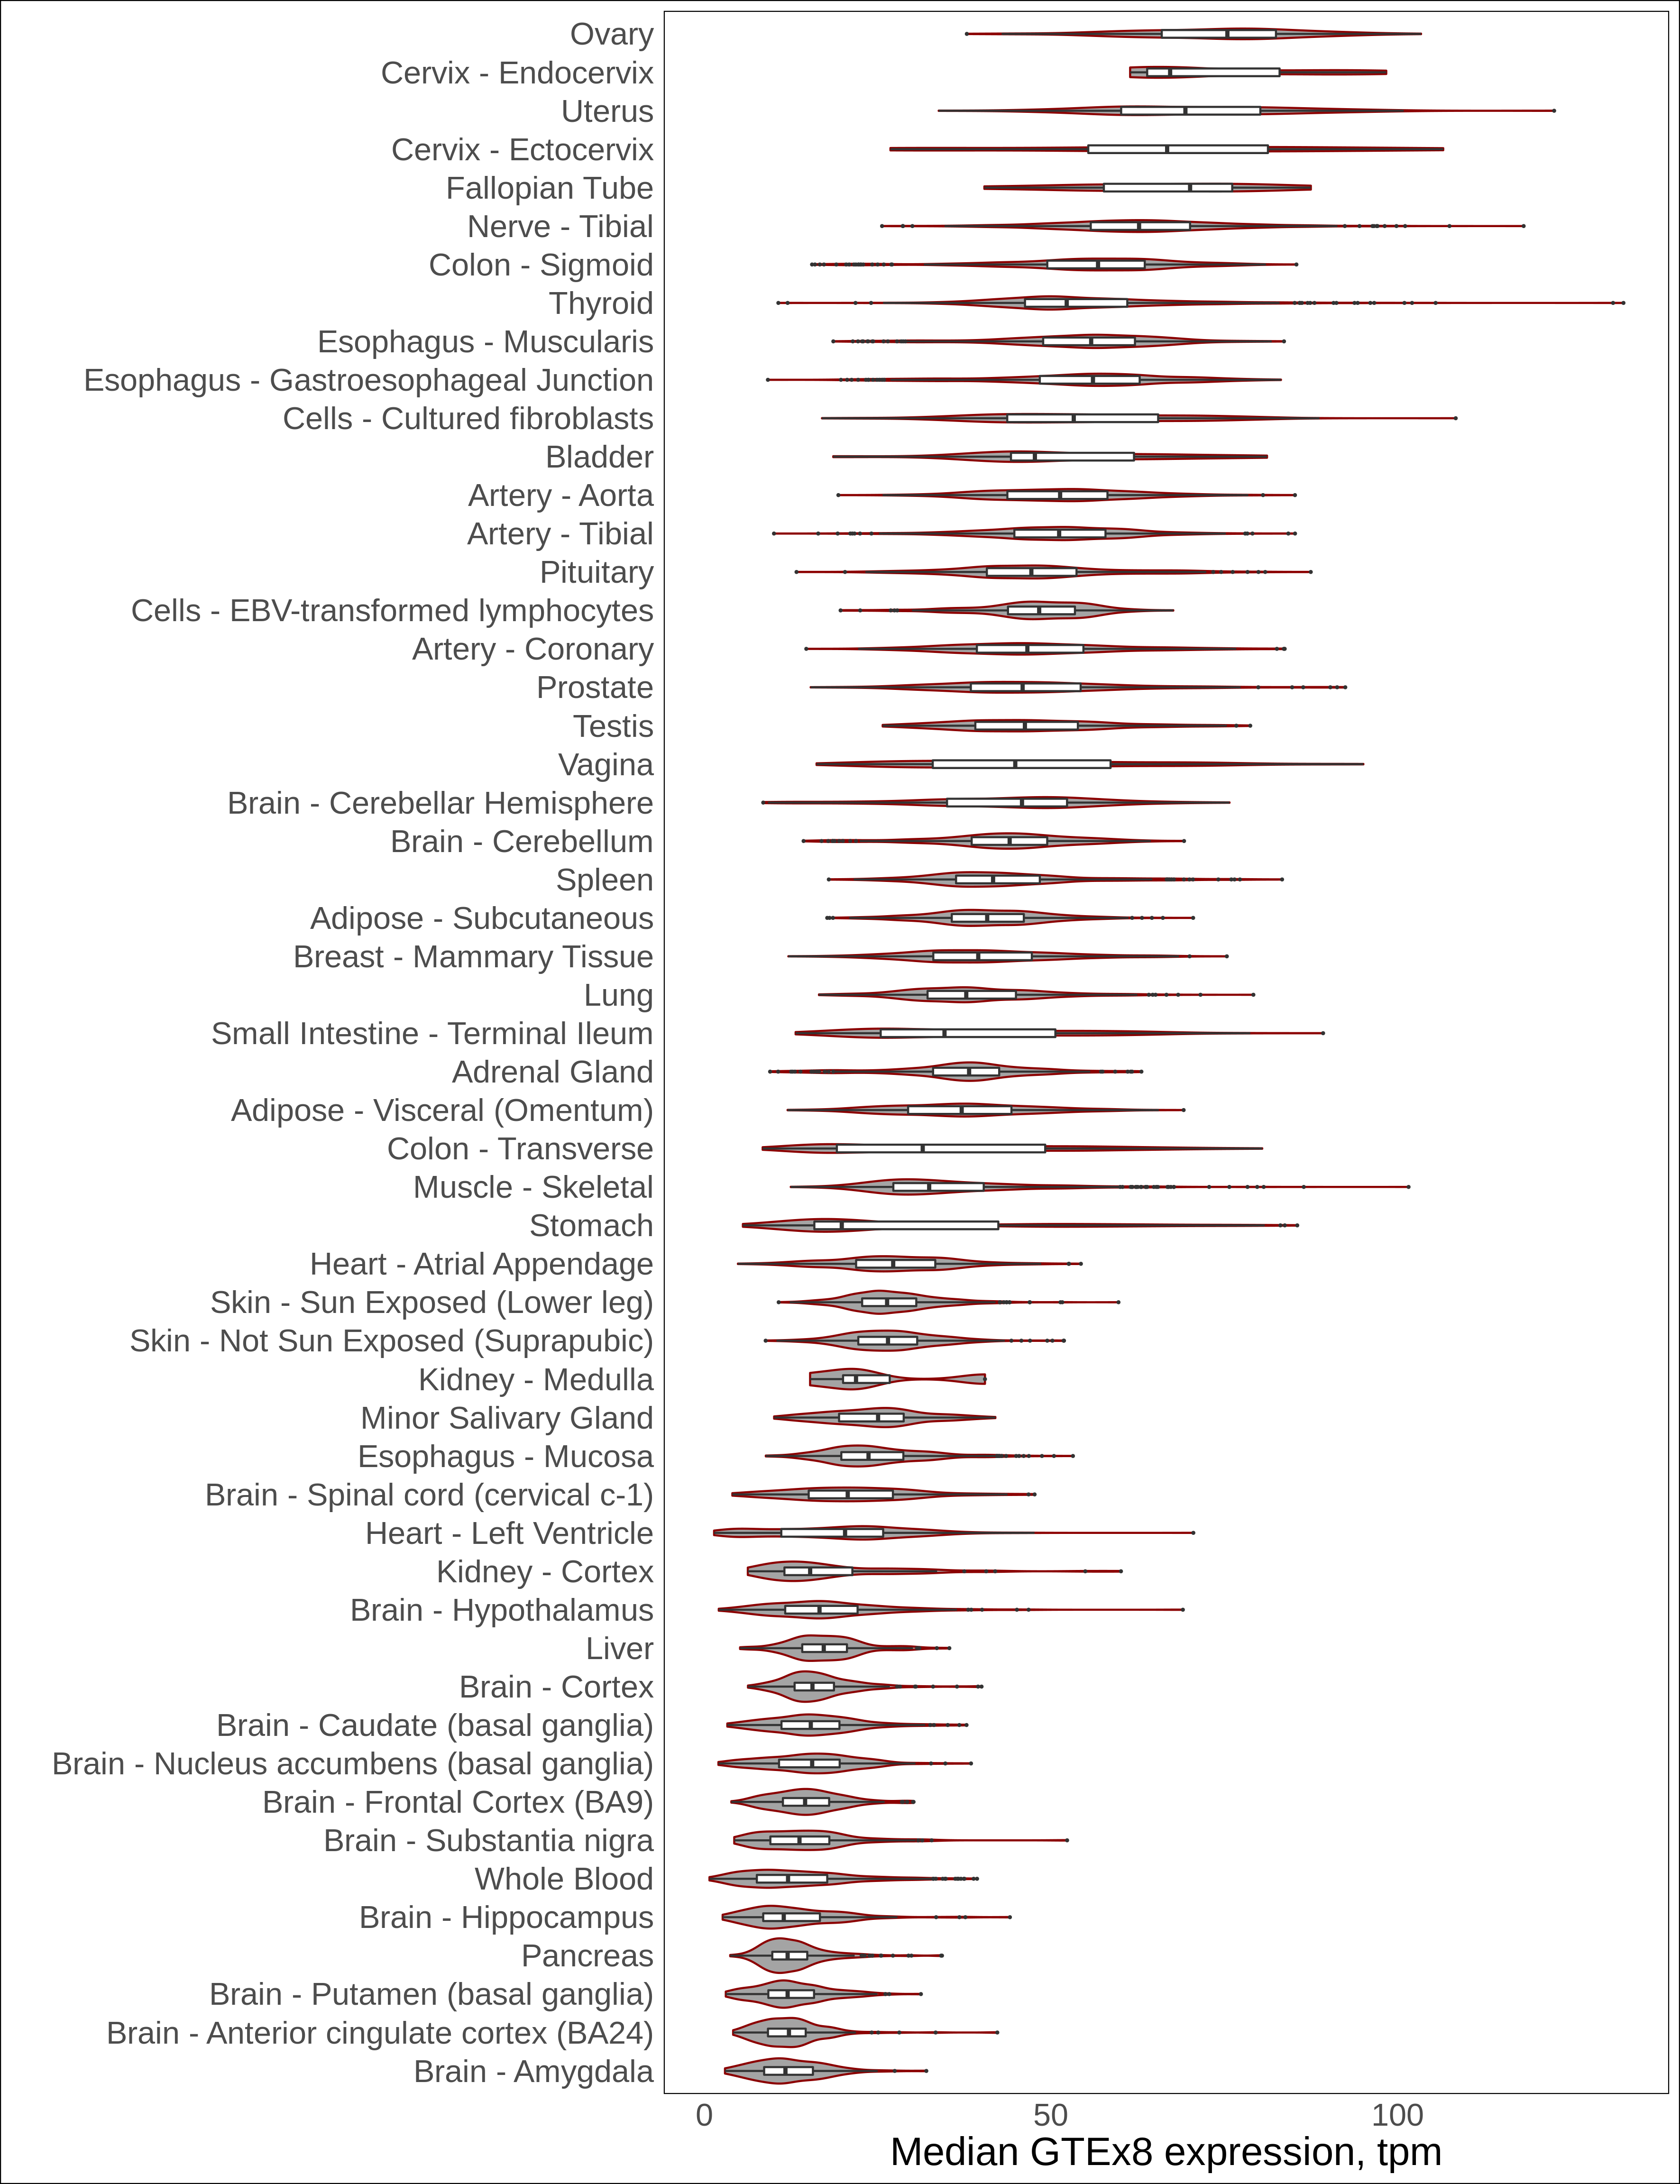 Ovary
Cervix - Endocervix
Uterus
Cervix - Ectocervix
Fallopian Tube
Nerve - Tibial
Colon - Sigmoid
Thyroid
Esophagus - Muscularis
Esophagus - Gastroesophageal Junction
Cells - Cultured fibroblasts
Bladder
Artery - Aorta
Artery - Tibial
Pituitary
Cells - EBV-transformed lymphocytes
Artery - Coronary
Prostate
Testis
Vagina
Brain - Cerebellar Hemisphere
Brain - Cerebellum
Spleen
Adipose - Subcutaneous
Breast - Mammary Tissue
Lung
Small Intestine - Terminal Ileum
Adrenal Gland
Adipose - Visceral (Omentum)
Colon - Transverse
Muscle - Skeletal
Stomach
Heart - Atrial Appendage
Skin - Sun Exposed (Lower leg)
Skin - Not Sun Exposed (Suprapubic)
Kidney - Medulla
Minor Salivary Gland
Esophagus - Mucosa
Brain - Spinal cord (cervical c-1)
Heart - Left Ventricle
Kidney - Cortex
Brain - Hypothalamus
Liver
Brain - Cortex
Brain - Caudate (basal ganglia)
Brain - Nucleus accumbens (basal ganglia)
Brain - Frontal Cortex (BA9)
Brain - Substantia nigra
Whole Blood
Brain - Hippocampus
Pancreas
Brain - Putamen (basal ganglia)
Brain - Anterior cingulate cortex (BA24)
Brain - Amygdala
0 50 100
Median GTEx8 expression, tpm